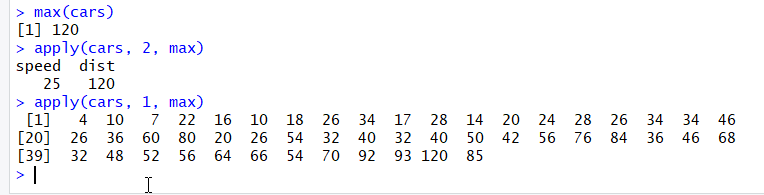 > max(cars)
[1] 120
> apply(cars, 2, max)
speed  dist
   25   120
> apply(cars, 1, max)
 [1]   4  10   7  22  16  10  18  26  34  17  28  14  20  24  28  26  34  34  46
[20]  26  36  60  80  20  26  54  32  40  32  40  50  42  56  76  84  36  46  68
[39]  32  48  52  56  64  66  54  70  92  93 120  85
>